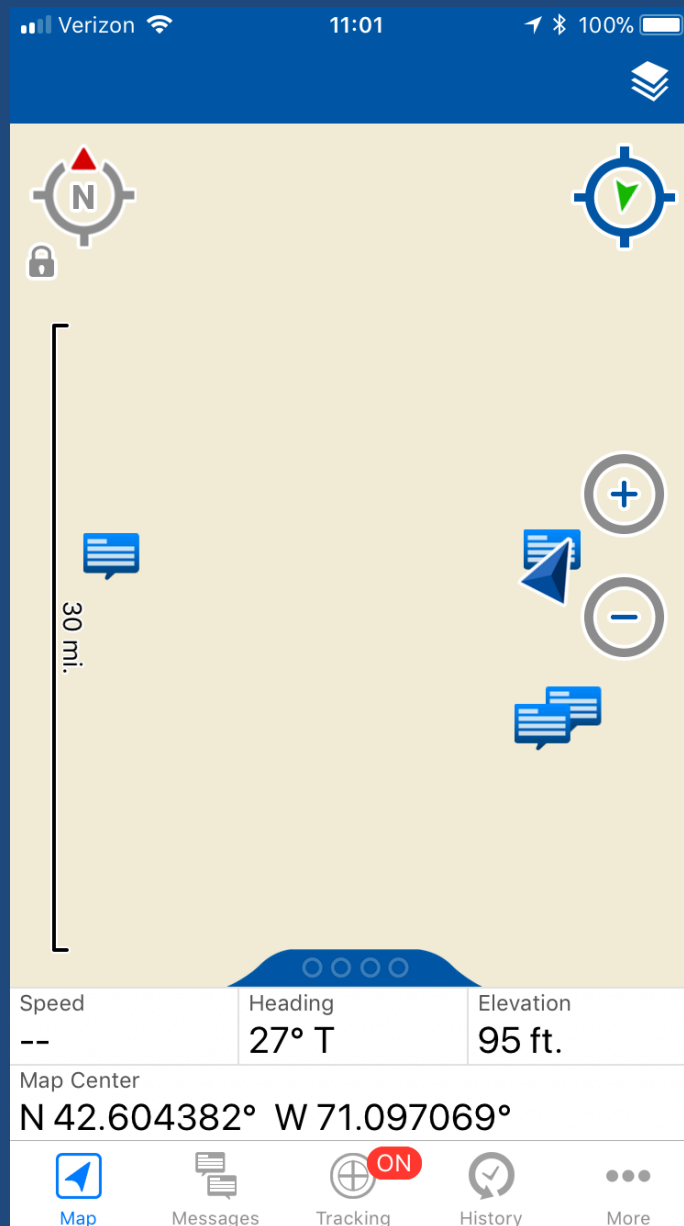 Verizon 11:01 100%
N
30 mi.
Speed Heading Elevation
-- 27° T 95 ft.
Map Center
N 42.604382° W 71.097069°
ON
Map Messages Tracking History More